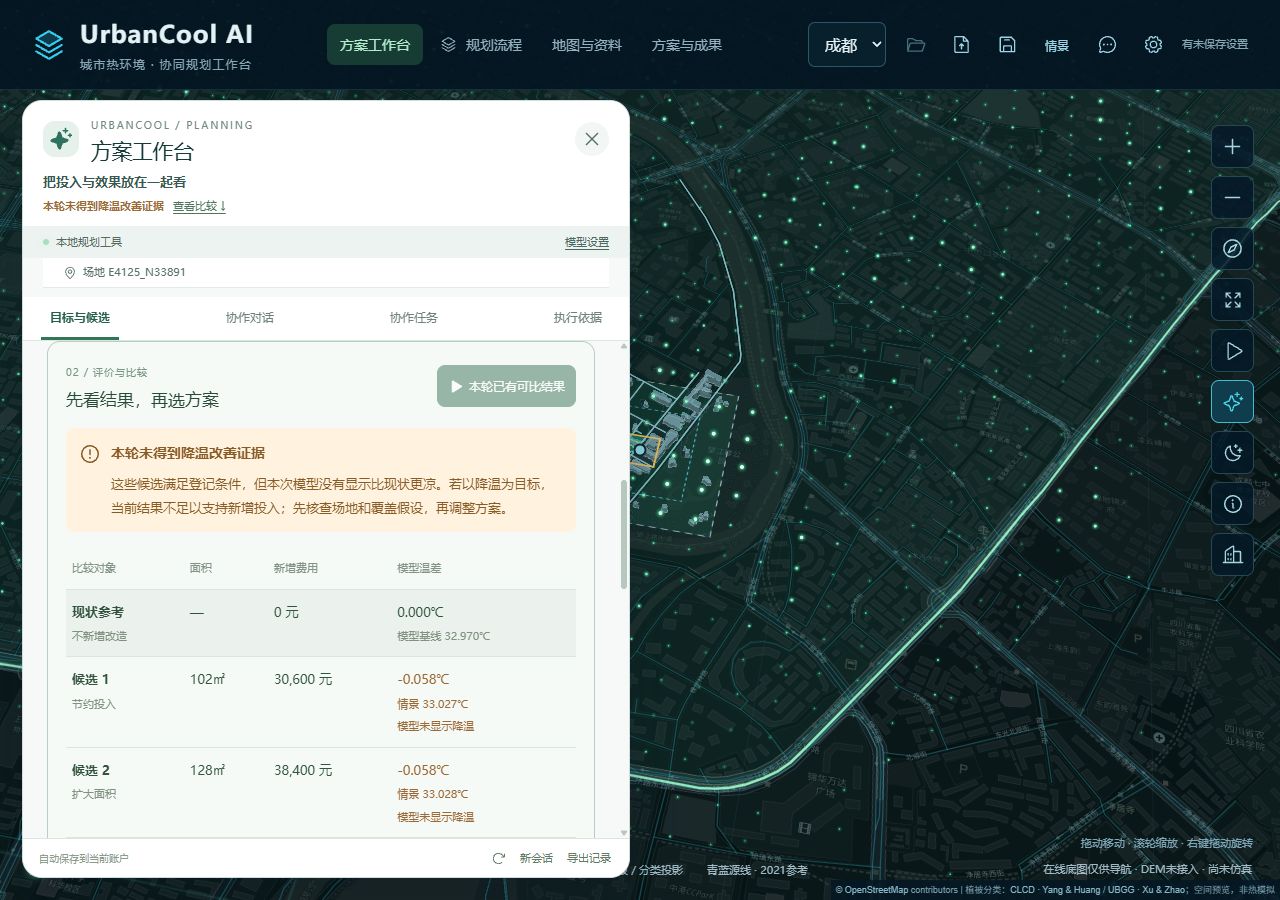 UrbanCool AI
城市热环境 · 协同规划工作台
方案工作台
规划流程
地图与资料
方案与成果
成都
情景
有未保存设置
URBANCOOL / PLANNING
方案工作台
把投入与效果放在一起看
本轮未得到降温改善证据 查看比较↓
本地规划工具
模型设置
场地 E4125_N33891
目标与候选
协作对话
协作任务
执行依据
02 / 评价与比较
先看结果，再选方案
本轮已有可比结果
本轮未得到降温改善证据
这些候选满足登记条件，但本次模型没有显示比现状更凉。若以降温为目标，
当前结果不足以支持新增投入；先核查场地和覆盖假设，再调整方案。
比较对象 面积 新增费用 模型温差
现状参考 — 0 元 0.000℃
不新增改造 模型基线 32.970℃
候选 1 102㎡ 30,600 元 -0.058℃
节约投入 情景 33.027℃
模型未显示降温
候选 2 128㎡ 38,400 元 -0.058℃
扩大面积 情景 33.028℃
模型未显示降温
自动保存到当前账户
新会话
导出记录
/ 分类投影 青蓝源线 · 2021参考
锦华万达
广场
P
P
拖动移动 · 滚轮缩放 · 右键拖动旋转
在线底图仅供导航 · DEM未接入 · 尚未仿真
© OpenStreetMap contributors | 植被分类：CLCD · Yang & Huang / UBGG · Xu & Zhao；空间预览，非热模拟